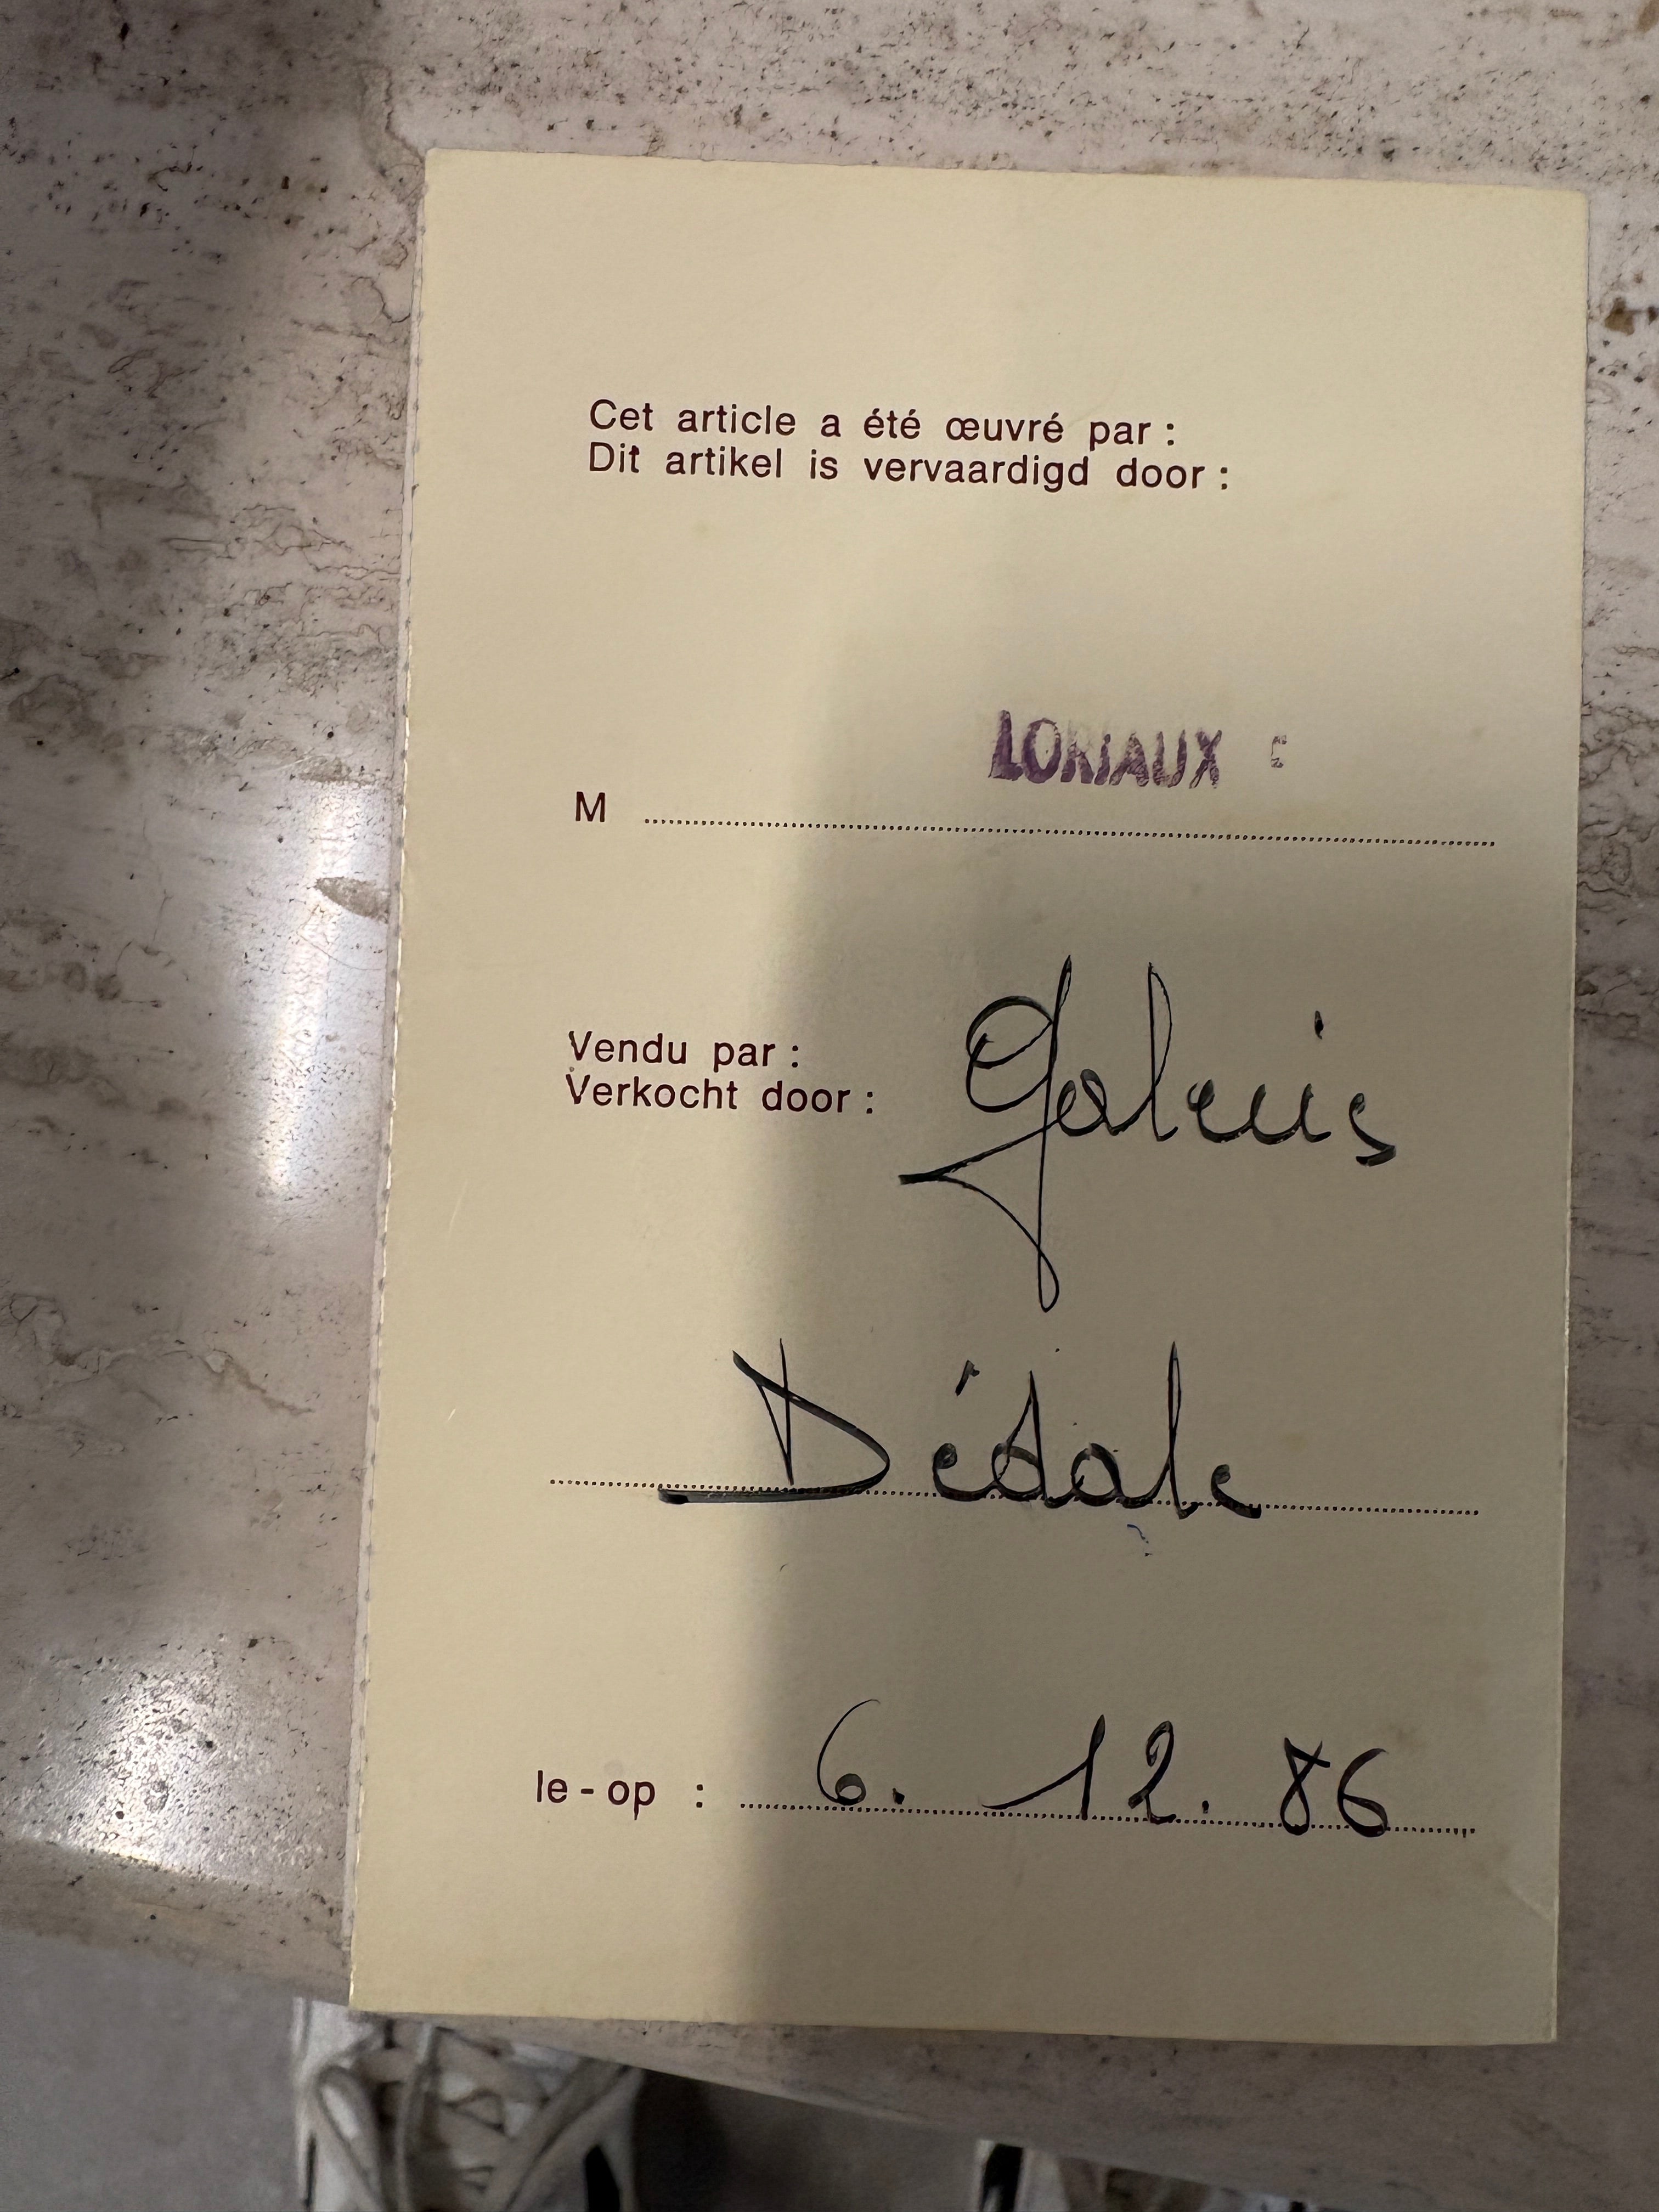 Cet article a été œuvré par :
Dit artikel is vervaardigd door :
LORIAUX E
M
Vendu par :
Verkocht door :
Galerie
Dédale
le - op : 6. 12. 86